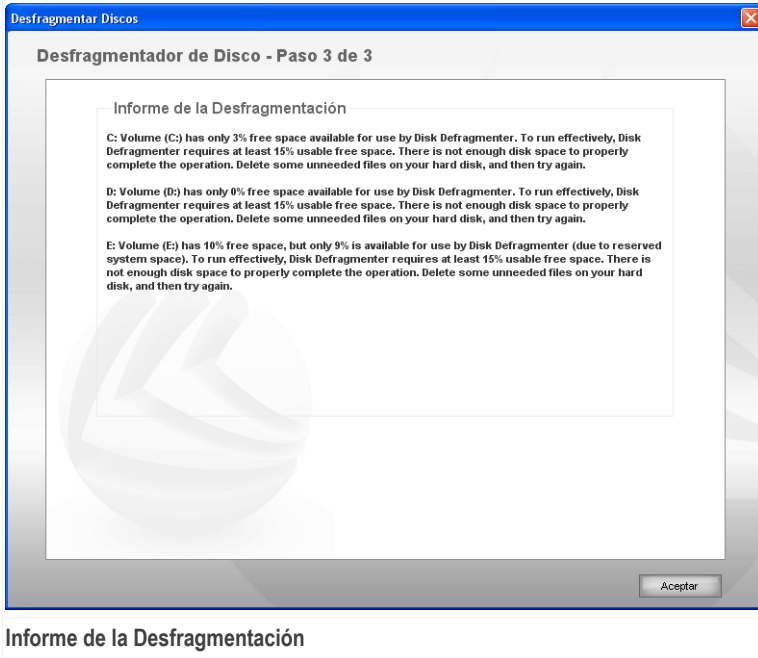 Desfragmentar Discos
Desfragmentador de Disco - Paso 3 de 3
Informe de la Desfragmentación
C: Volume (C:) has only 3% free space available for use by Disk Defragmenter. To run effectively, Disk
Defragmenter requires at least 15% usable free space. There is not enough disk space to properly
complete the operation. Delete some unneeded files on your hard disk, and then try again.
D: Volume (D:) has only 0% free space available for use by Disk Defragmenter. To run effectively, Disk
Defragmenter requires at least 15% usable free space. There is not enough disk space to properly
complete the operation. Delete some unneeded files on your hard disk, and then try again.
E: Volume (E:) has 10% free space, but only 9% is available for use by Disk Defragmenter (due to reserved
system space). To run effectively, Disk Defragmenter requires at least 15% usable free space. There is
not enough disk space to properly complete the operation. Delete some unneeded files on your hard
disk, and then try again.
Aceptar
Informe de la Desfragmentación